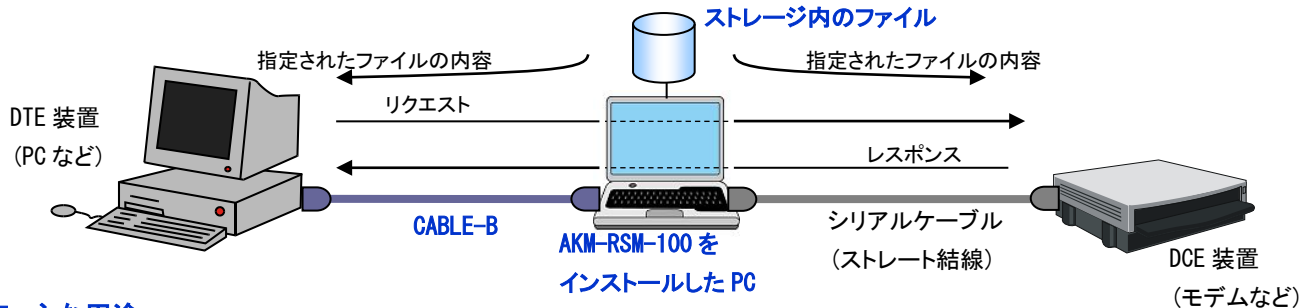 ストレージ内のファイル
指定されたファイルの内容
指定されたファイルの内容
リクエスト
DTE 装置
(PC など)
レスポンス
CABLE-B
AKM-RSM-100 を
インストールした PC
シリアルケーブル
(ストレート結線)
DCE 装置
(モデムなど)